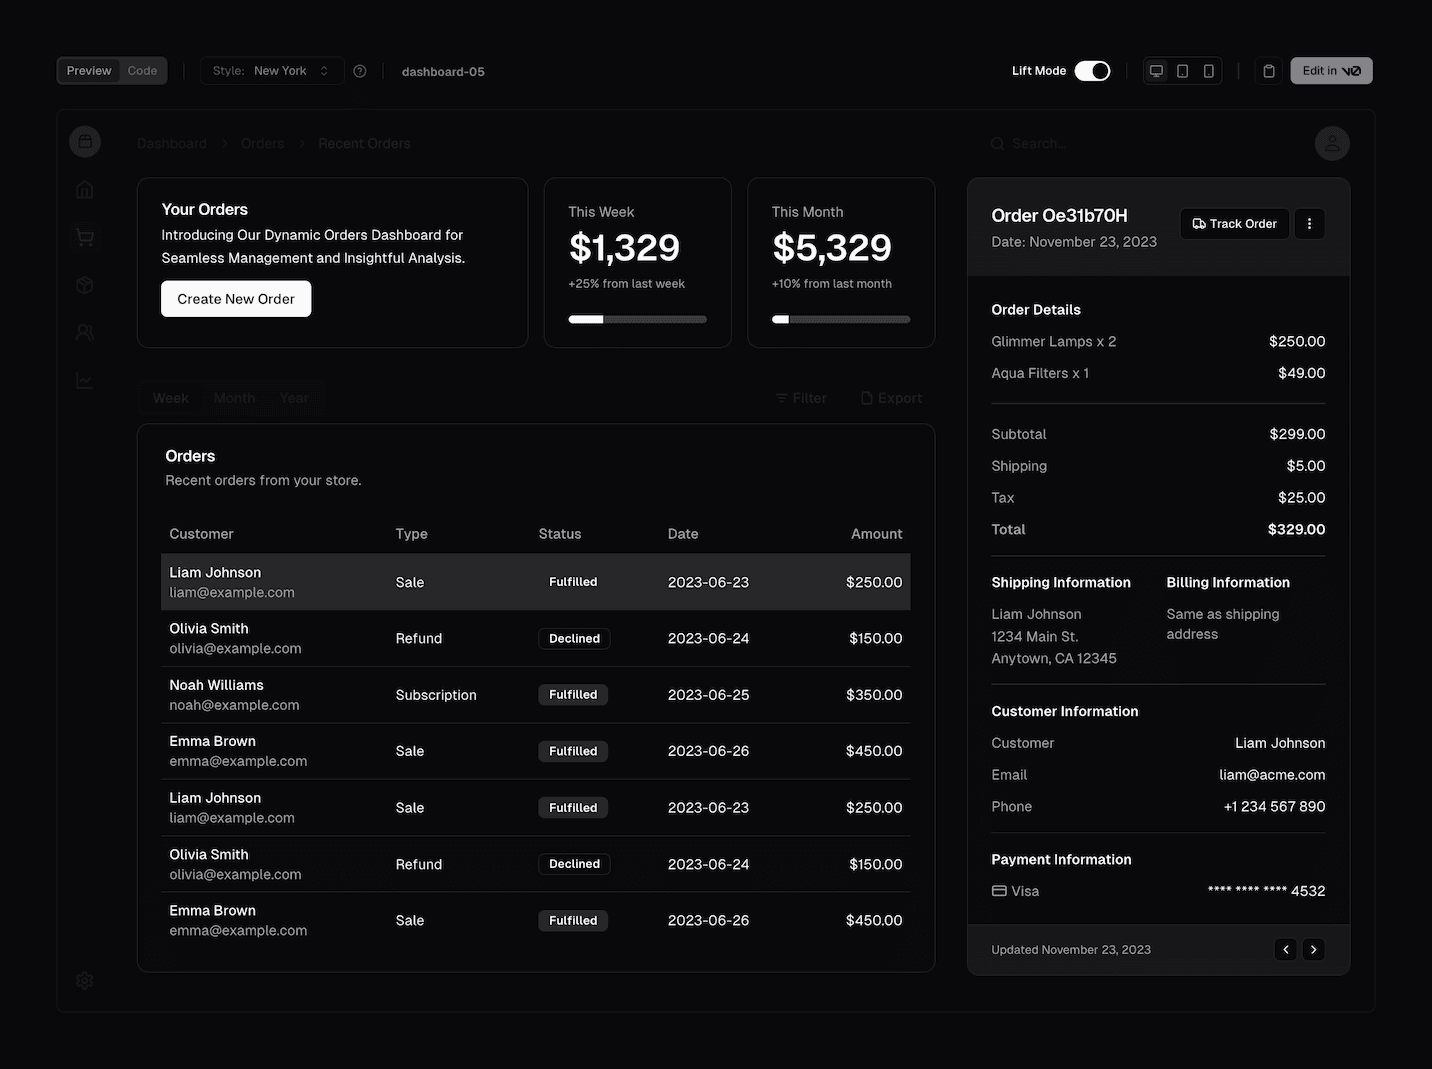 Preview Code Style: New York dashboard-05 Lift Mode Edit in v0
Dashboard Orders Recent Orders Search...
Your Orders
Introducing Our Dynamic Orders Dashboard for
Seamless Management and Insightful Analysis.
Create New Order
This Week
$1,329
+25% from last week
This Month
$5,329
+10% from last month
Week Month Year Filter Export
Orders
Recent orders from your store.
Customer Type Status Date Amount
Liam Johnson
liam@example.com
Sale Fulfilled 2023-06-23 $250.00
Olivia Smith
olivia@example.com
Refund Declined 2023-06-24 $150.00
Noah Williams
noah@example.com
Subscription Fulfilled 2023-06-25 $350.00
Emma Brown
emma@example.com
Sale Fulfilled 2023-06-26 $450.00
Liam Johnson
liam@example.com
Sale Fulfilled 2023-06-23 $250.00
Olivia Smith
olivia@example.com
Refund Declined 2023-06-24 $150.00
Emma Brown
emma@example.com
Sale Fulfilled 2023-06-26 $450.00
Order Oe31b70H
Date: November 23, 2023
Track Order
Order Details
Glimmer Lamps x 2 $250.00
Aqua Filters x 1 $49.00
Subtotal $299.00
Shipping $5.00
Tax $25.00
Total $329.00
Shipping Information
Liam Johnson
1234 Main St.
Anytown, CA 12345
Billing Information
Same as shipping
address
Customer Information
Customer Liam Johnson
Email liam@acme.com
Phone +1 234 567 890
Payment Information
Visa **** **** **** 4532
Updated November 23, 2023